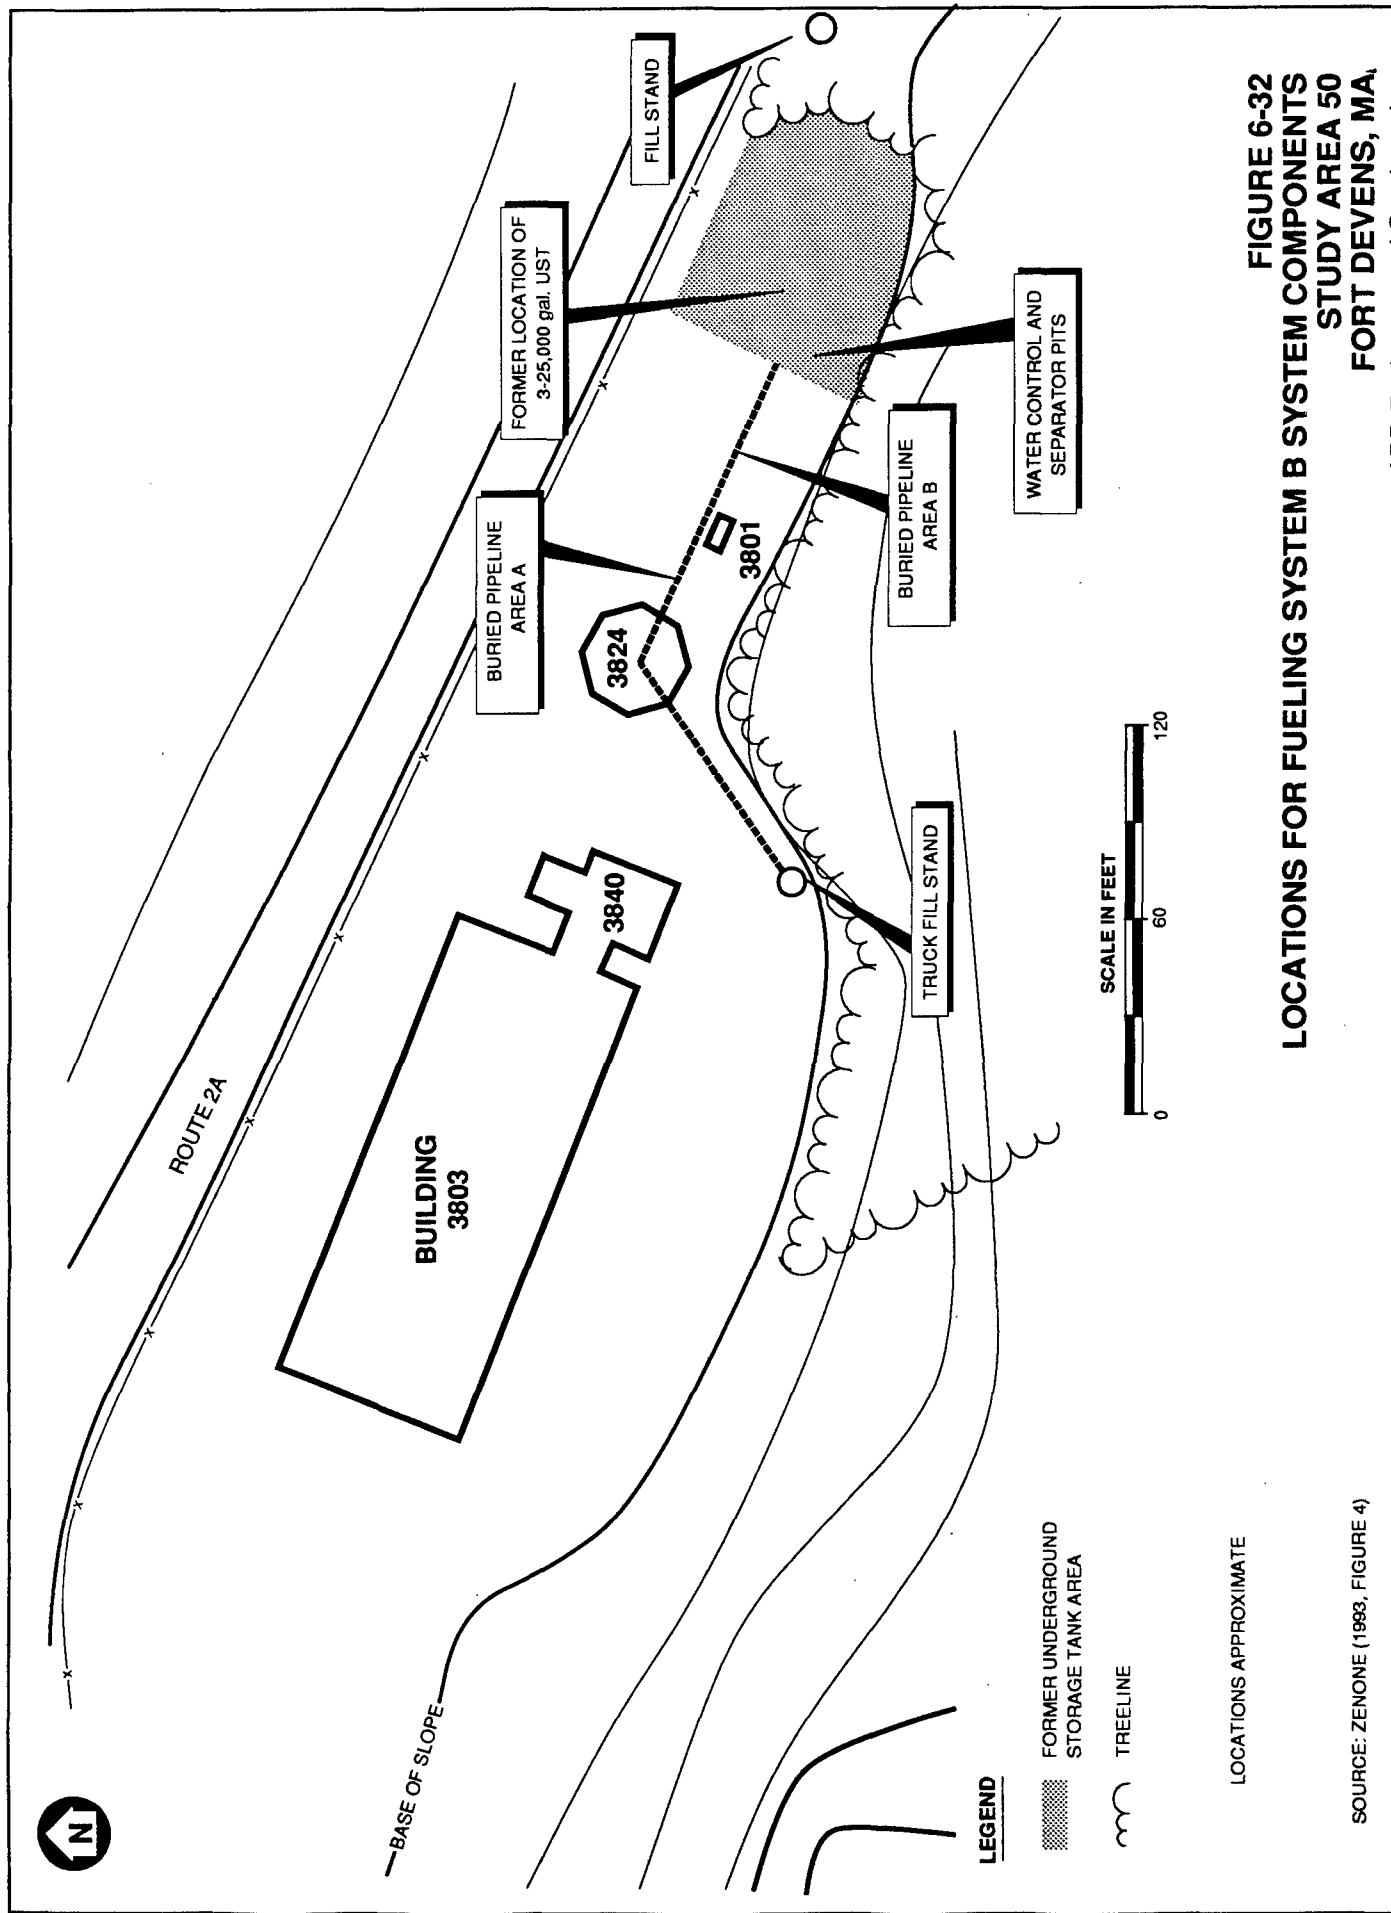 N
ROUTE 2A
BUILDING
3803
3840
3824
3801
BURIED PIPELINE
AREA A
FORMER LOCATION OF
3-25,000 gal. UST
FILL STAND
BASE OF SLOPE
TRUCK FILL STAND
BURIED PIPELINE
AREA B
WATER CONTROL AND
SEPARATOR PITS
x
x
x
x
x
x
x
x
x
LEGEND
FORMER UNDERGROUND
STORAGE TANK AREA
TREELINE
SCALE IN FEET
0 60 120
LOCATIONS APPROXIMATE
SOURCE: ZENONE (1993, FIGURE 4)
FIGURE 6-32
LOCATIONS FOR FUELING SYSTEM B SYSTEM COMPONENTS
STUDY AREA 50
FORT DEVENS, MA